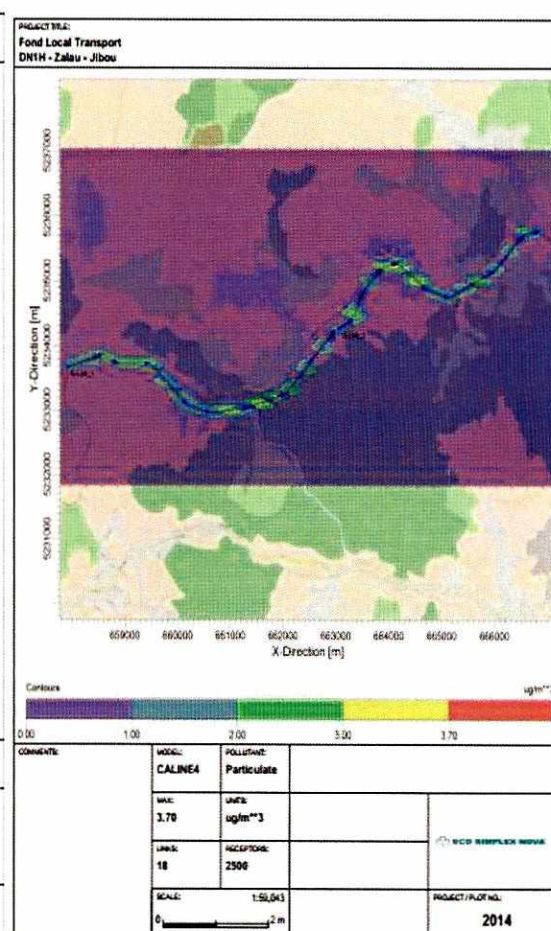 PROJECT TITLE:
Fond Local Transport
DN1H - Zalau - Jibou
Y-Direction [m]
5237000
5236000
5235000
5234000
5233000
5232000
5231000
659000 660000 661000 662000 663000 664000 665000 666000
X-Direction [m]
Contours
ug/m**3
0.00 1.00 2.00 3.00 3.70
COMMENTS:
MODEL:
CALINE4
POLLUTANT:
Particulate
MAX:
3.70
UNITS:
ug/m**3
LINKS:
18
RECEPTORS:
2500
ECO SIMPLEX NOVA
SCALE:
0 2 m
PROJECT / PLOT NO.:
2014